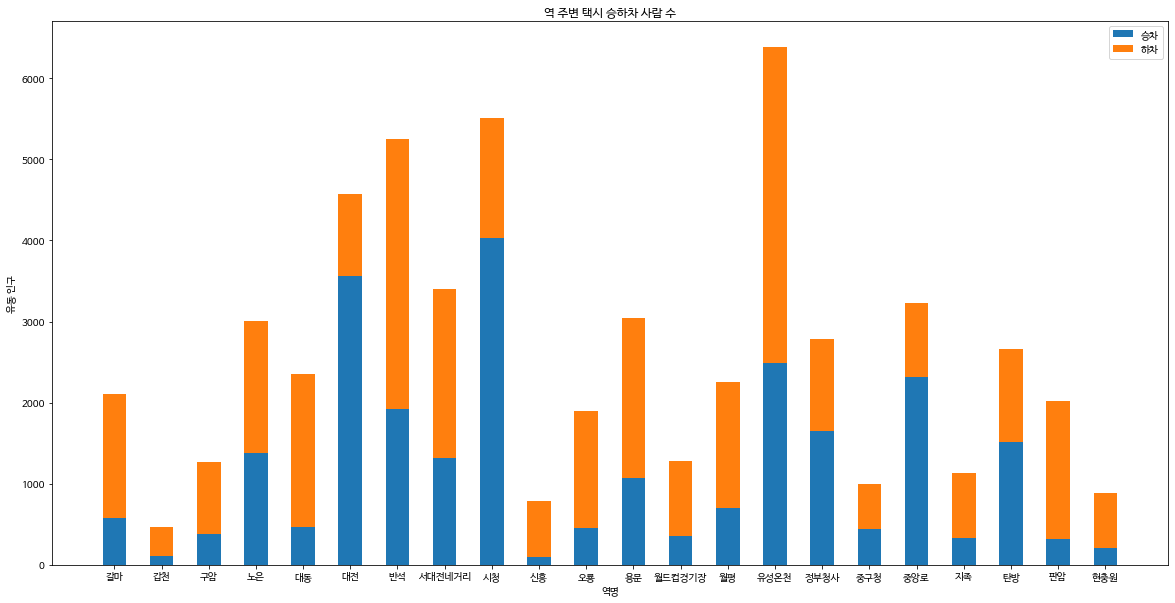 역 주변 택시 승하차 사람 수
승차
하차
6000
5000
4000
3000
2000
1000
0
유동 인구
갈마 갑천 구암 노은 대동 대전 반석 서대전네거리 시청 신흥 오룡 용문 월드컵경기장 월평 유성온천 정부청사 중구청 중앙로 지족 탄방 판암 현충원
역명